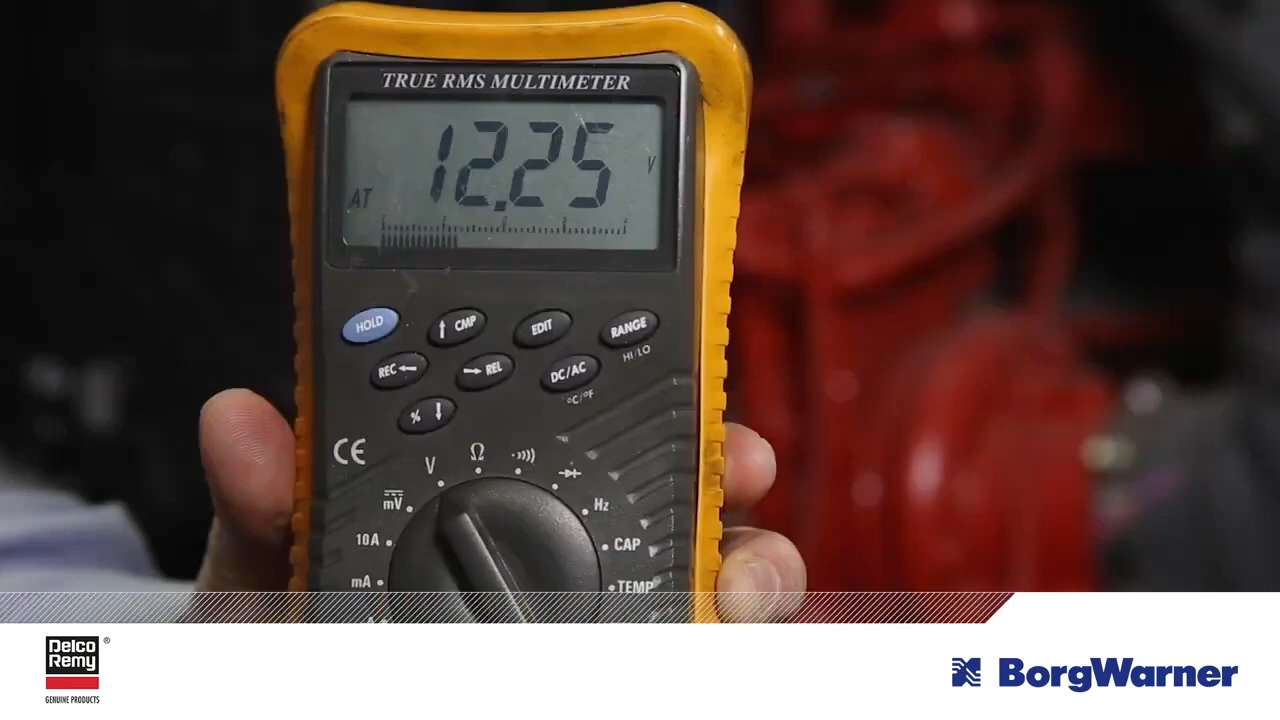 TRUE RMS MULTIMETER
12.25 V
AT
HOLD
CMP
EDIT
RANGE
HI/LO
REC
REL
DC/AC
°C/°F
%
CE
V
Ω
mV
Hz
10A
CAP
mA
TEMP
Delco
Remy
®
GENUINE PRODUCTS
BorgWarner